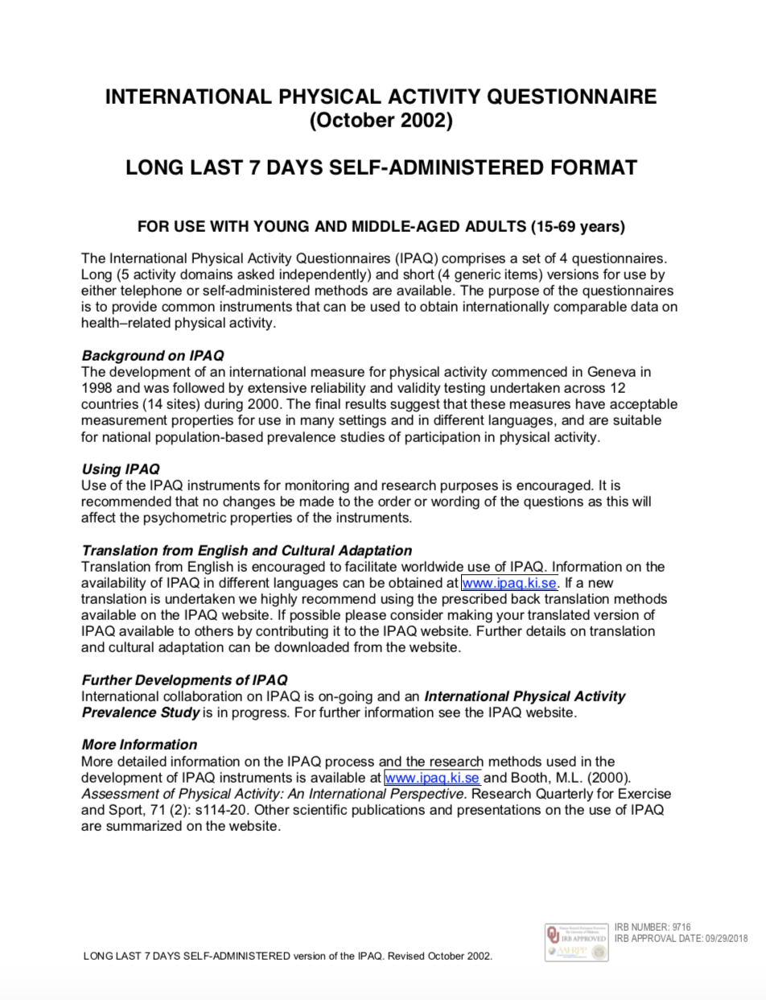 INTERNATIONAL PHYSICAL ACTIVITY QUESTIONNAIRE
(October 2002)
LONG LAST 7 DAYS SELF-ADMINISTERED FORMAT
FOR USE WITH YOUNG AND MIDDLE-AGED ADULTS (15-69 years)
The International Physical Activity Questionnaires (IPAQ) comprises a set of 4 questionnaires.
Long (5 activity domains asked independently) and short (4 generic items) versions for use by
either telephone or self-administered methods are available. The purpose of the questionnaires
is to provide common instruments that can be used to obtain internationally comparable data on
health–related physical activity.
Background on IPAQ
The development of an international measure for physical activity commenced in Geneva in
1998 and was followed by extensive reliability and validity testing undertaken across 12
countries (14 sites) during 2000. The final results suggest that these measures have acceptable
measurement properties for use in many settings and in different languages, and are suitable
for national population-based prevalence studies of participation in physical activity.
Using IPAQ
Use of the IPAQ instruments for monitoring and research purposes is encouraged. It is
recommended that no changes be made to the order or wording of the questions as this will
affect the psychometric properties of the instruments.
Translation from English and Cultural Adaptation
Translation from English is encouraged to facilitate worldwide use of IPAQ. Information on the
availability of IPAQ in different languages can be obtained at www.ipaq.ki.se. If a new
translation is undertaken we highly recommend using the prescribed back translation methods
available on the IPAQ website. If possible please consider making your translated version of
IPAQ available to others by contributing it to the IPAQ website. Further details on translation
and cultural adaptation can be downloaded from the website.
Further Developments of IPAQ
International collaboration on IPAQ is on-going and an International Physical Activity
Prevalence Study is in progress. For further information see the IPAQ website.
More Information
More detailed information on the IPAQ process and the research methods used in the
development of IPAQ instruments is available at www.ipaq.ki.se and Booth, M.L. (2000).
Assessment of Physical Activity: An International Perspective. Research Quarterly for Exercise
and Sport, 71 (2): s114-20. Other scientific publications and presentations on the use of IPAQ
are summarized on the website.
IRB APPROVED
AAHRPP
IRB NUMBER: 9716
IRB APPROVAL DATE: 09/29/2018
LONG LAST 7 DAYS SELF-ADMINISTERED version of the IPAQ. Revised October 2002.